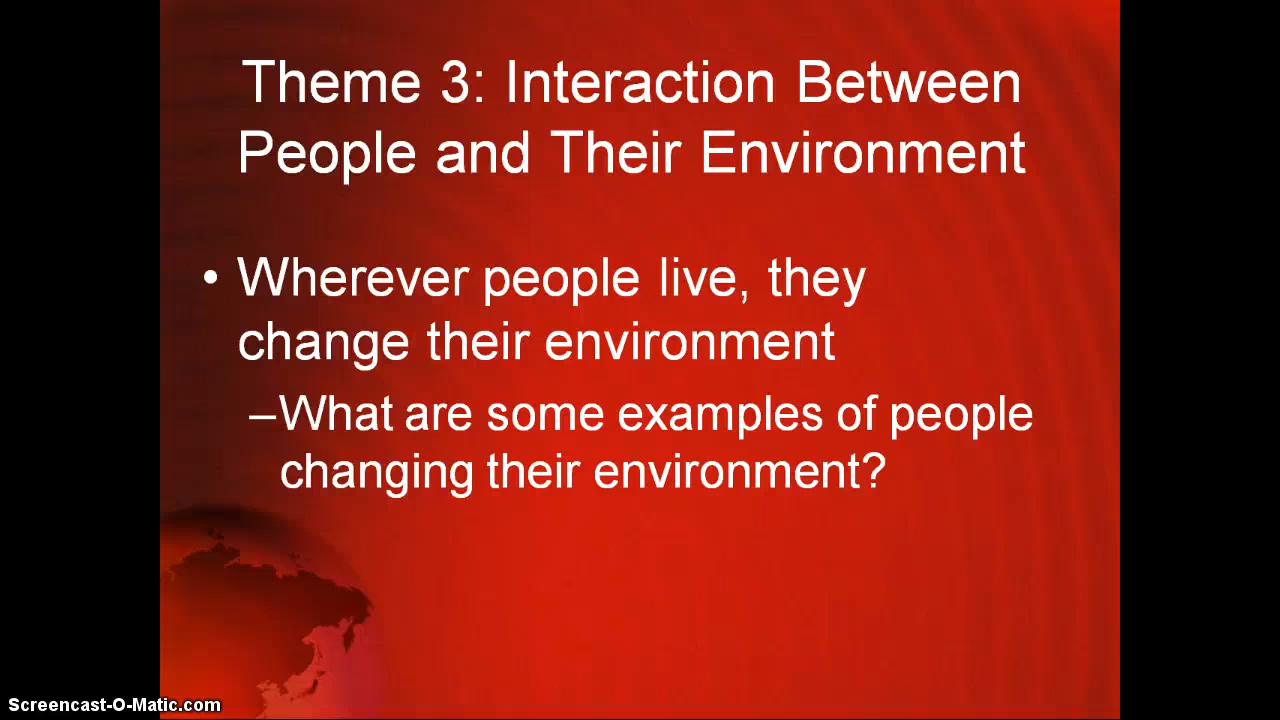 Theme 3: Interaction Between
People and Their Environment
• Wherever people live, they
change their environment
–What are some examples of people
changing their environment?
Screencast-O-Matic.com